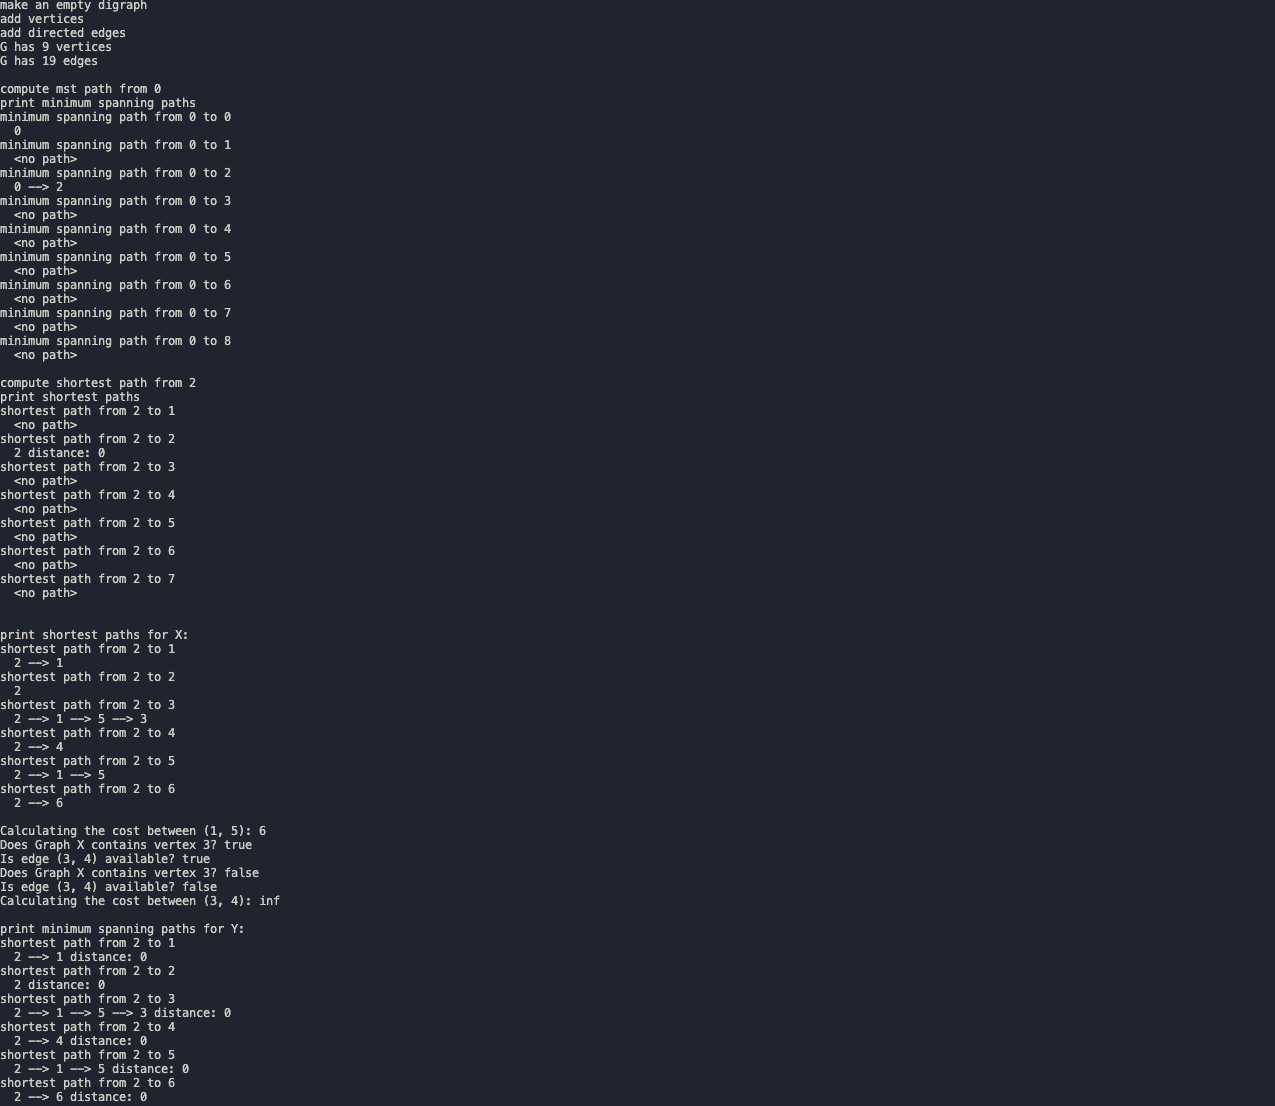 make an empty digraph
add vertices
add directed edges
G has 9 vertices
G has 19 edges

compute mst path from 0
print minimum spanning paths
minimum spanning path from 0 to 0
  0
minimum spanning path from 0 to 1
  <no path>
minimum spanning path from 0 to 2
  0 --> 2
minimum spanning path from 0 to 3
  <no path>
minimum spanning path from 0 to 4
  <no path>
minimum spanning path from 0 to 5
  <no path>
minimum spanning path from 0 to 6
  <no path>
minimum spanning path from 0 to 7
  <no path>
minimum spanning path from 0 to 8
  <no path>

compute shortest path from 2
print shortest paths
shortest path from 2 to 1
  <no path>
shortest path from 2 to 2
  2 distance: 0
shortest path from 2 to 3
  <no path>
shortest path from 2 to 4
  <no path>
shortest path from 2 to 5
  <no path>
shortest path from 2 to 6
  <no path>
shortest path from 2 to 7
  <no path>


print shortest paths for X:
shortest path from 2 to 1
  2 --> 1
shortest path from 2 to 2
  2
shortest path from 2 to 3
  2 --> 1 --> 5 --> 3
shortest path from 2 to 4
  2 --> 4
shortest path from 2 to 5
  2 --> 1 --> 5
shortest path from 2 to 6
  2 --> 6

Calculating the cost between (1, 5): 6
Does Graph X contains vertex 3? true
Is edge (3, 4) available? true
Does Graph X contains vertex 3? false
Is edge (3, 4) available? false
Calculating the cost between (3, 4): inf

print minimum spanning paths for Y:
shortest path from 2 to 1
  2 --> 1 distance: 0
shortest path from 2 to 2
  2 distance: 0
shortest path from 2 to 3
  2 --> 1 --> 5 --> 3 distance: 0
shortest path from 2 to 4
  2 --> 4 distance: 0
shortest path from 2 to 5
  2 --> 1 --> 5 distance: 0
shortest path from 2 to 6
  2 --> 6 distance: 0